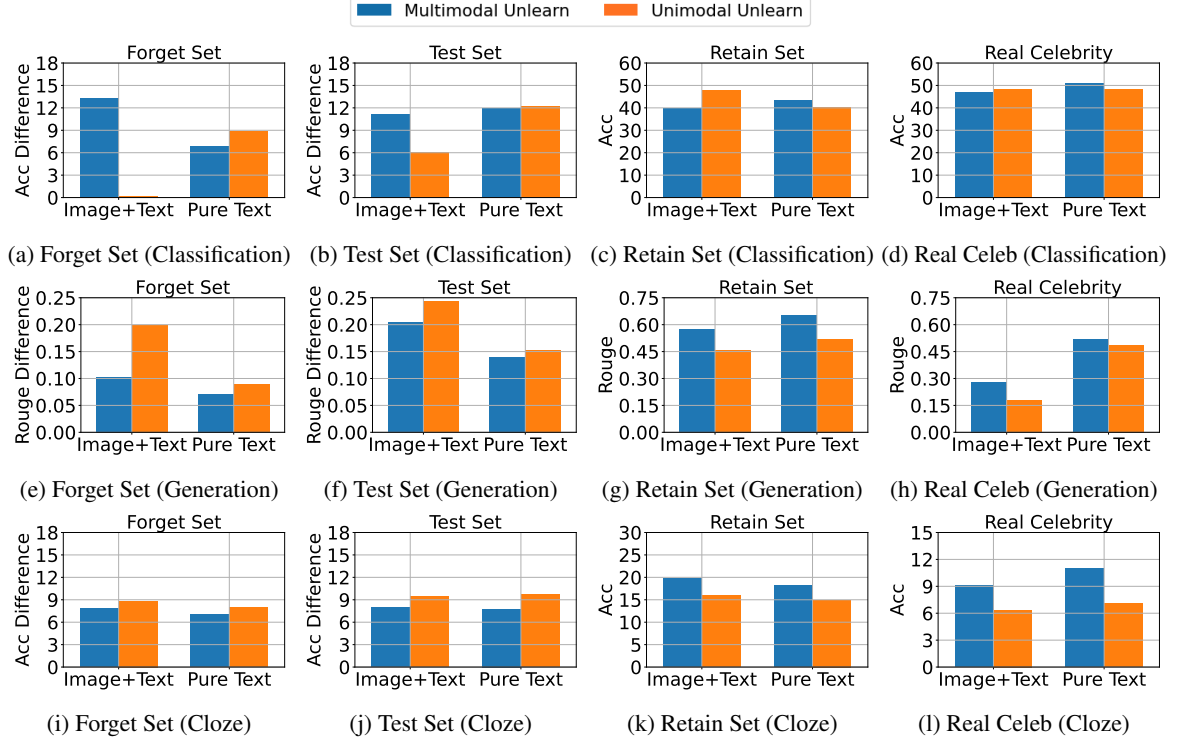 Multimodal Unlearn Unimodal Unlearn
Forget Set Test Set Retain Set Real Celebrity
Acc Difference
18
15
12
9
6
3
0
Image+Text Pure Text
Acc Difference
18
15
12
9
6
3
0
Image+Text Pure Text
Acc
60
50
40
30
20
10
0
Image+Text Pure Text
Acc
60
50
40
30
20
10
0
Image+Text Pure Text
(a) Forget Set (Classification) (b) Test Set (Classification) (c) Retain Set (Classification) (d) Real Celeb (Classification)
Forget Set Test Set Retain Set Real Celebrity
Rouge Difference
0.25
0.20
0.15
0.10
0.05
0.00
Image+Text Pure Text
Rouge Difference
0.25
0.20
0.15
0.10
0.05
0.00
Image+Text Pure Text
Rouge
0.75
0.60
0.45
0.30
0.15
0.00
Image+Text Pure Text
Rouge
0.75
0.60
0.45
0.30
0.15
0.00
Image+Text Pure Text
(e) Forget Set (Generation) (f) Test Set (Generation) (g) Retain Set (Generation) (h) Real Celeb (Generation)
Forget Set Test Set Retain Set Real Celebrity
Acc Difference
18
15
12
9
6
3
0
Image+Text Pure Text
Acc Difference
18
15
12
9
6
3
0
Image+Text Pure Text
Acc
30
25
20
15
10
5
0
Image+Text Pure Text
Acc
15
12
9
6
3
0
Image+Text Pure Text
(i) Forget Set (Cloze) (j) Test Set (Cloze) (k) Retain Set (Cloze) (l) Real Celeb (Cloze)